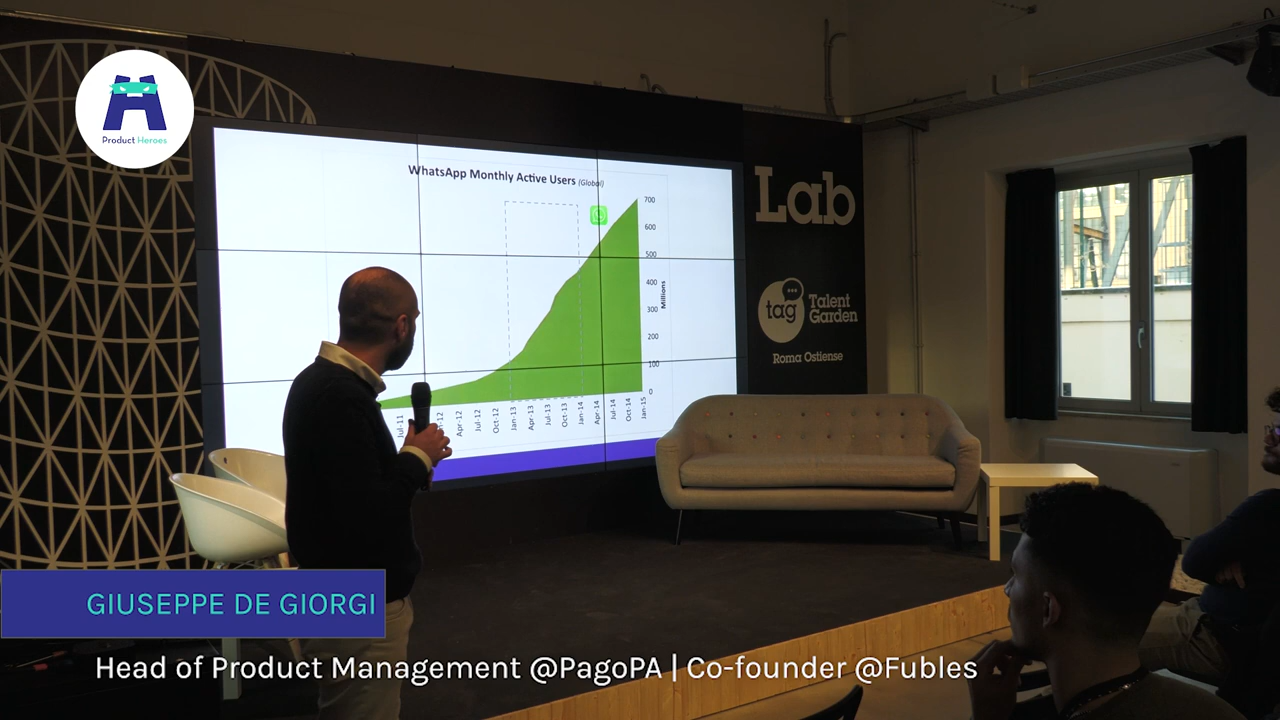 Product Heroes
WhatsApp Monthly Active Users (Global)
700
600
500
400
300
200
100
0
Millions
Jul-11
Apr-12
Jul-12
Oct-12
Jan-13
Apr-13
Jul-13
Oct-13
Jan-14
Apr-14
Jul-14
Oct-14
Jan-15
Lab
tag
Talent
Garden
Roma Ostiense
GIUSEPPE DE GIORGI
Head of Product Management @PagoPA | Co-founder @Fubles